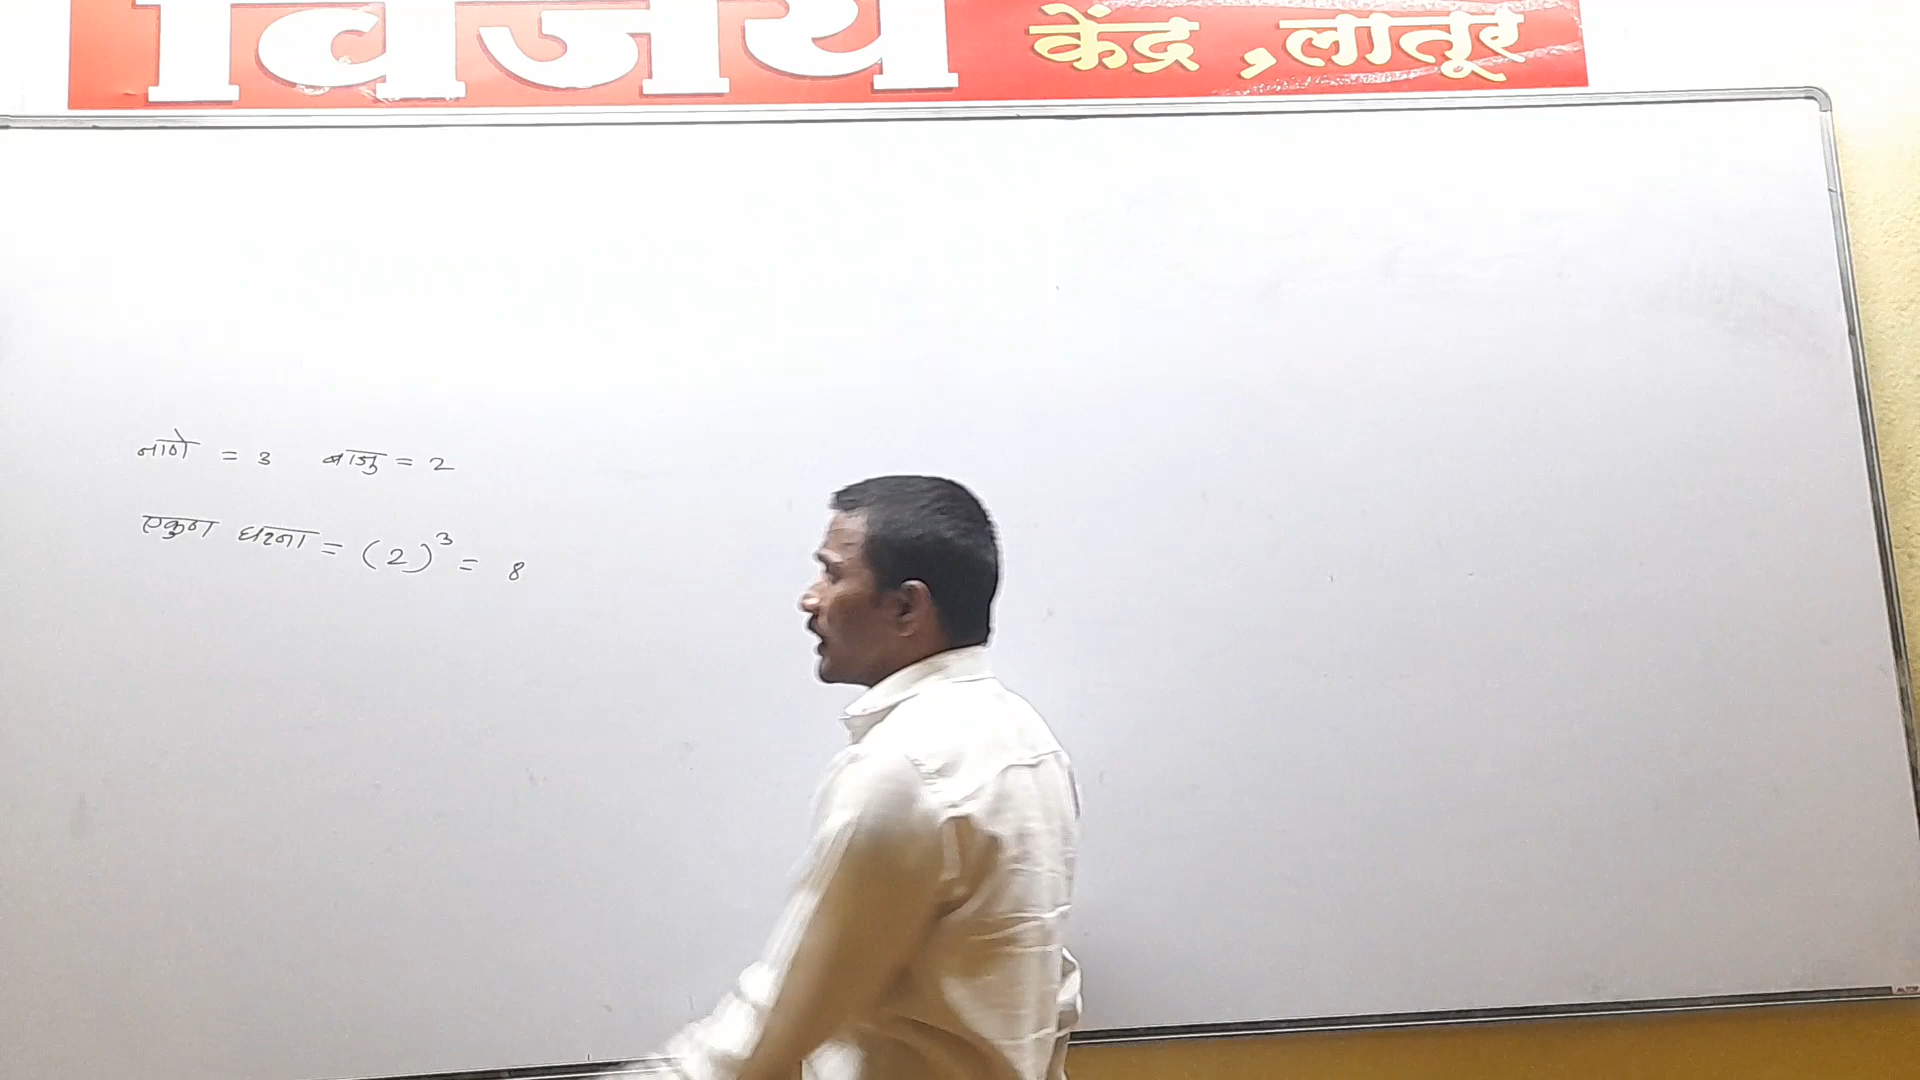 विजय केंद्र , लातूर
नाणे = 3 बाजु = 2
एकुण घटना = (2)³ = 8